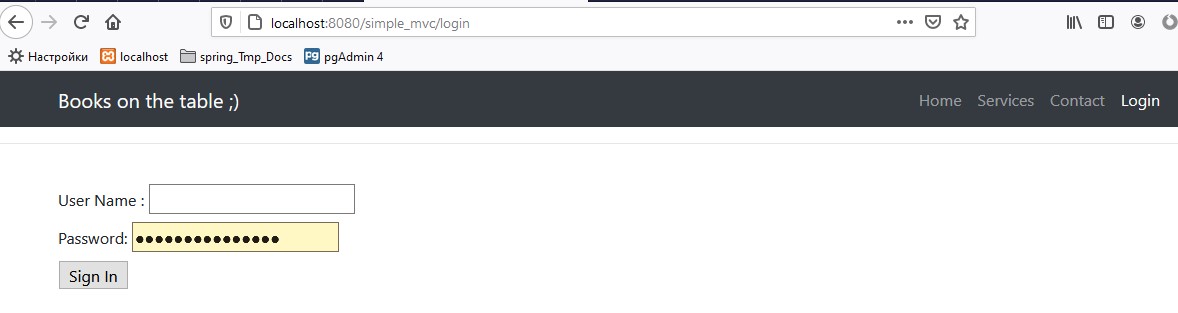 localhost:8080/simple_mvc/login
Настройки localhost spring_Tmp_Docs pgAdmin 4
Books on the table ;) Home Services Contact Login
User Name :
Password: ●●●●●●●●●●●●●●●
Sign In